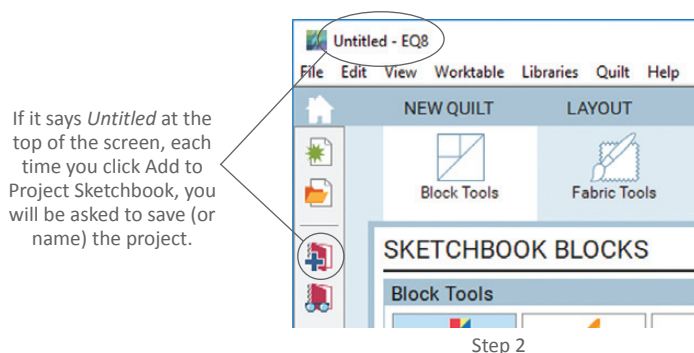 If it says Untitled at the
top of the screen, each
time you click Add to
Project Sketchbook, you
will be asked to save (or
name) the project.
Untitled - EQ8
File Edit View Worktable Libraries Quilt Help
NEW QUILT LAYOUT
Block Tools Fabric Tools
SKETCHBOOK BLOCKS
Block Tools
Step 2